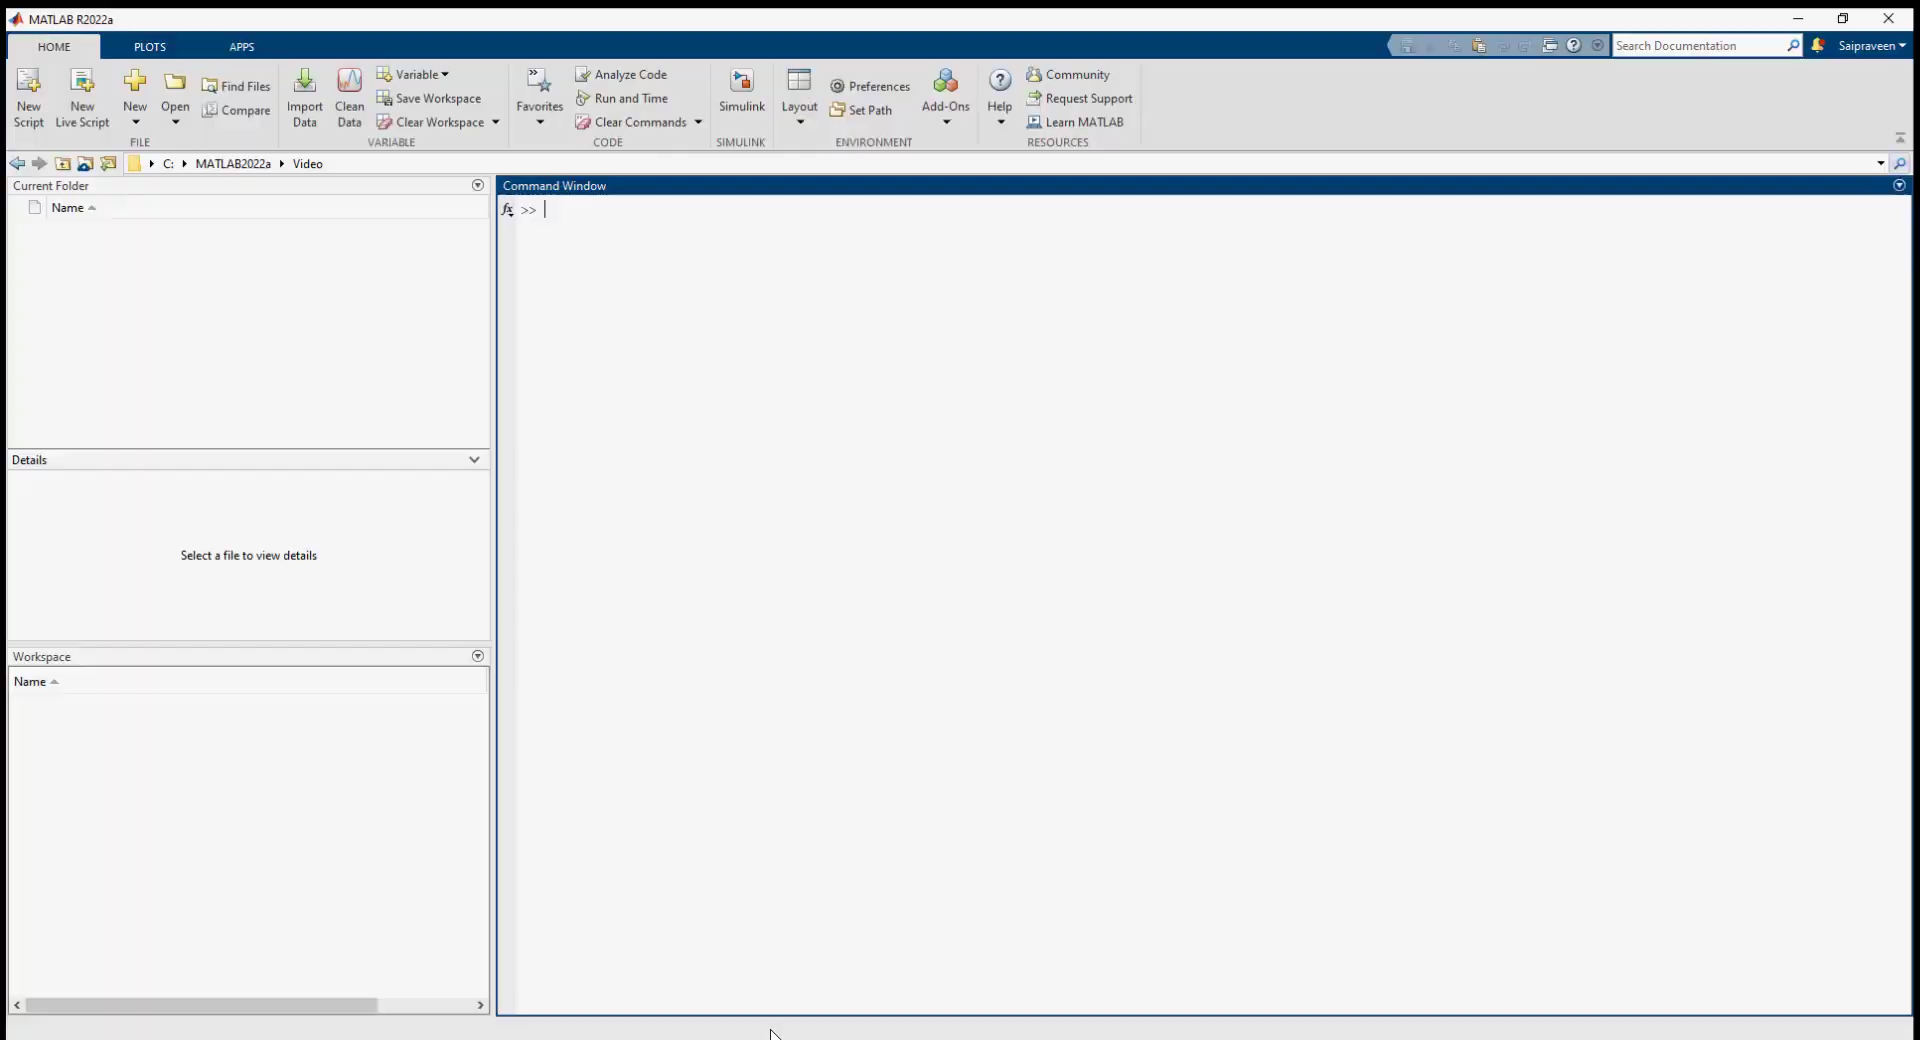 MATLAB R2022a
HOME PLOTS APPS
Search Documentation Saipraveen
New Script
New Live Script
New
Open
Find Files
Compare
FILE
Import Data
Clean Data
Variable
Save Workspace
Clear Workspace
VARIABLE
Favorites
Analyze Code
Run and Time
Clear Commands
CODE
Simulink
SIMULINK
Layout
Preferences
Set Path
Add-Ons
ENVIRONMENT
Help
Community
Request Support
Learn MATLAB
RESOURCES
C: MATLAB2022a Video
Current Folder
Name
Details
Select a file to view details
Workspace
Name
Command Window
fx >>